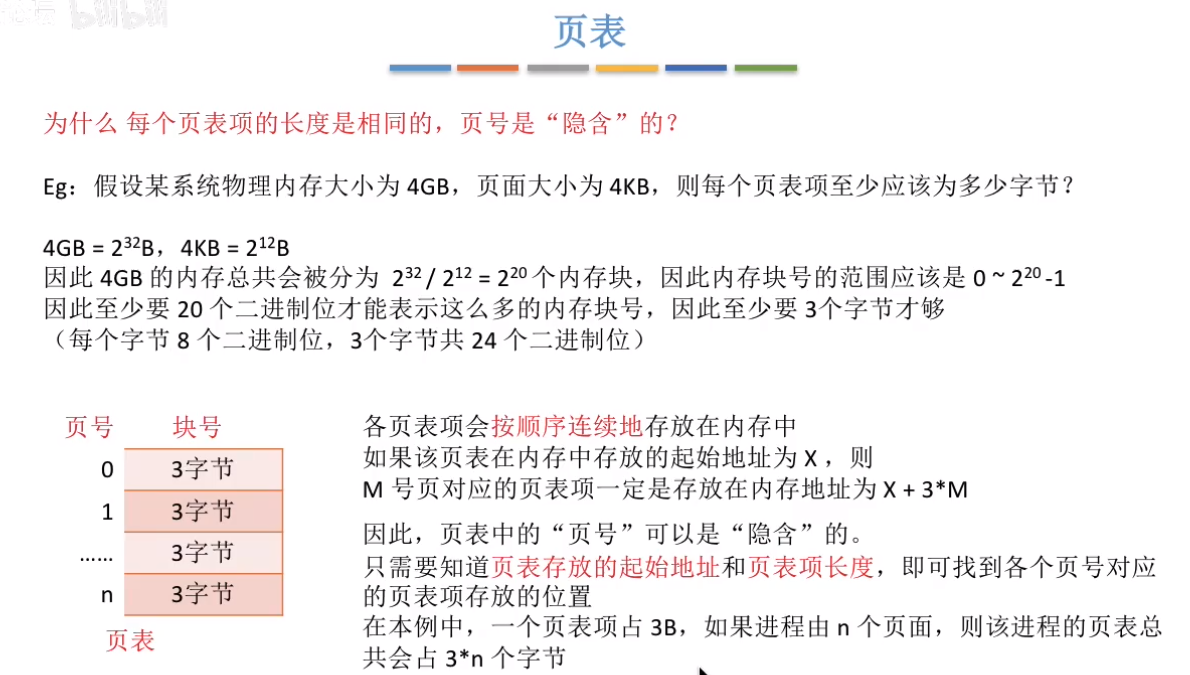 bilibili
页表
为什么 每个页表项的长度是相同的，页号是“隐含”的？
Eg：假设某系统物理内存大小为 4GB，页面大小为 4KB，则每个页表项至少应该为多少字节？
4GB = 2³²B，4KB = 2¹²B
因此 4GB 的内存总共会被分为 2³² / 2¹² = 2²⁰ 个内存块，因此内存块号的范围应该是 0 ~ 2²⁰ -1
因此至少要 20 个二进制位才能表示这么多的内存块号，因此至少要 3个字节才够
（每个字节 8 个二进制位，3个字节共 24 个二进制位）
页号 块号
0 3字节
1 3字节
…… 3字节
n 3字节
页表
各页表项会按顺序连续地存放在内存中
如果该页表在内存中存放的起始地址为 X ，则
M 号页对应的页表项一定是存放在内存地址为 X + 3*M
因此，页表中的“页号”可以是“隐含”的。
只需要知道页表存放的起始地址和页表项长度，即可找到各个页号对应
的页表项存放的位置
在本例中，一个页表项占 3B，如果进程由 n 个页面，则该进程的页表总
共会占 3*n 个字节